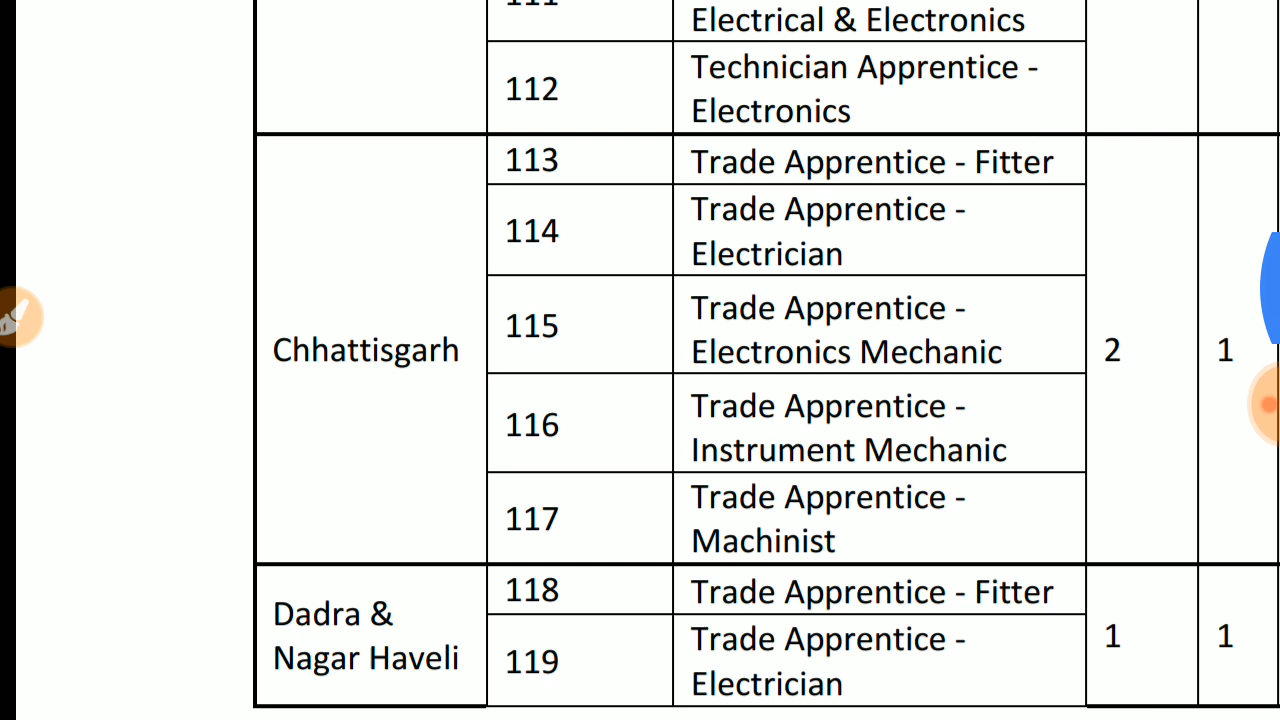 Electrical & Electronics
112
Technician Apprentice -
Electronics
Chhattisgarh
113
Trade Apprentice - Fitter
114
Trade Apprentice -
Electrician
115
Trade Apprentice -
Electronics Mechanic
116
Trade Apprentice -
Instrument Mechanic
117
Trade Apprentice -
Machinist
2
1
Dadra &
Nagar Haveli
118
Trade Apprentice - Fitter
119
Trade Apprentice -
Electrician
1
1